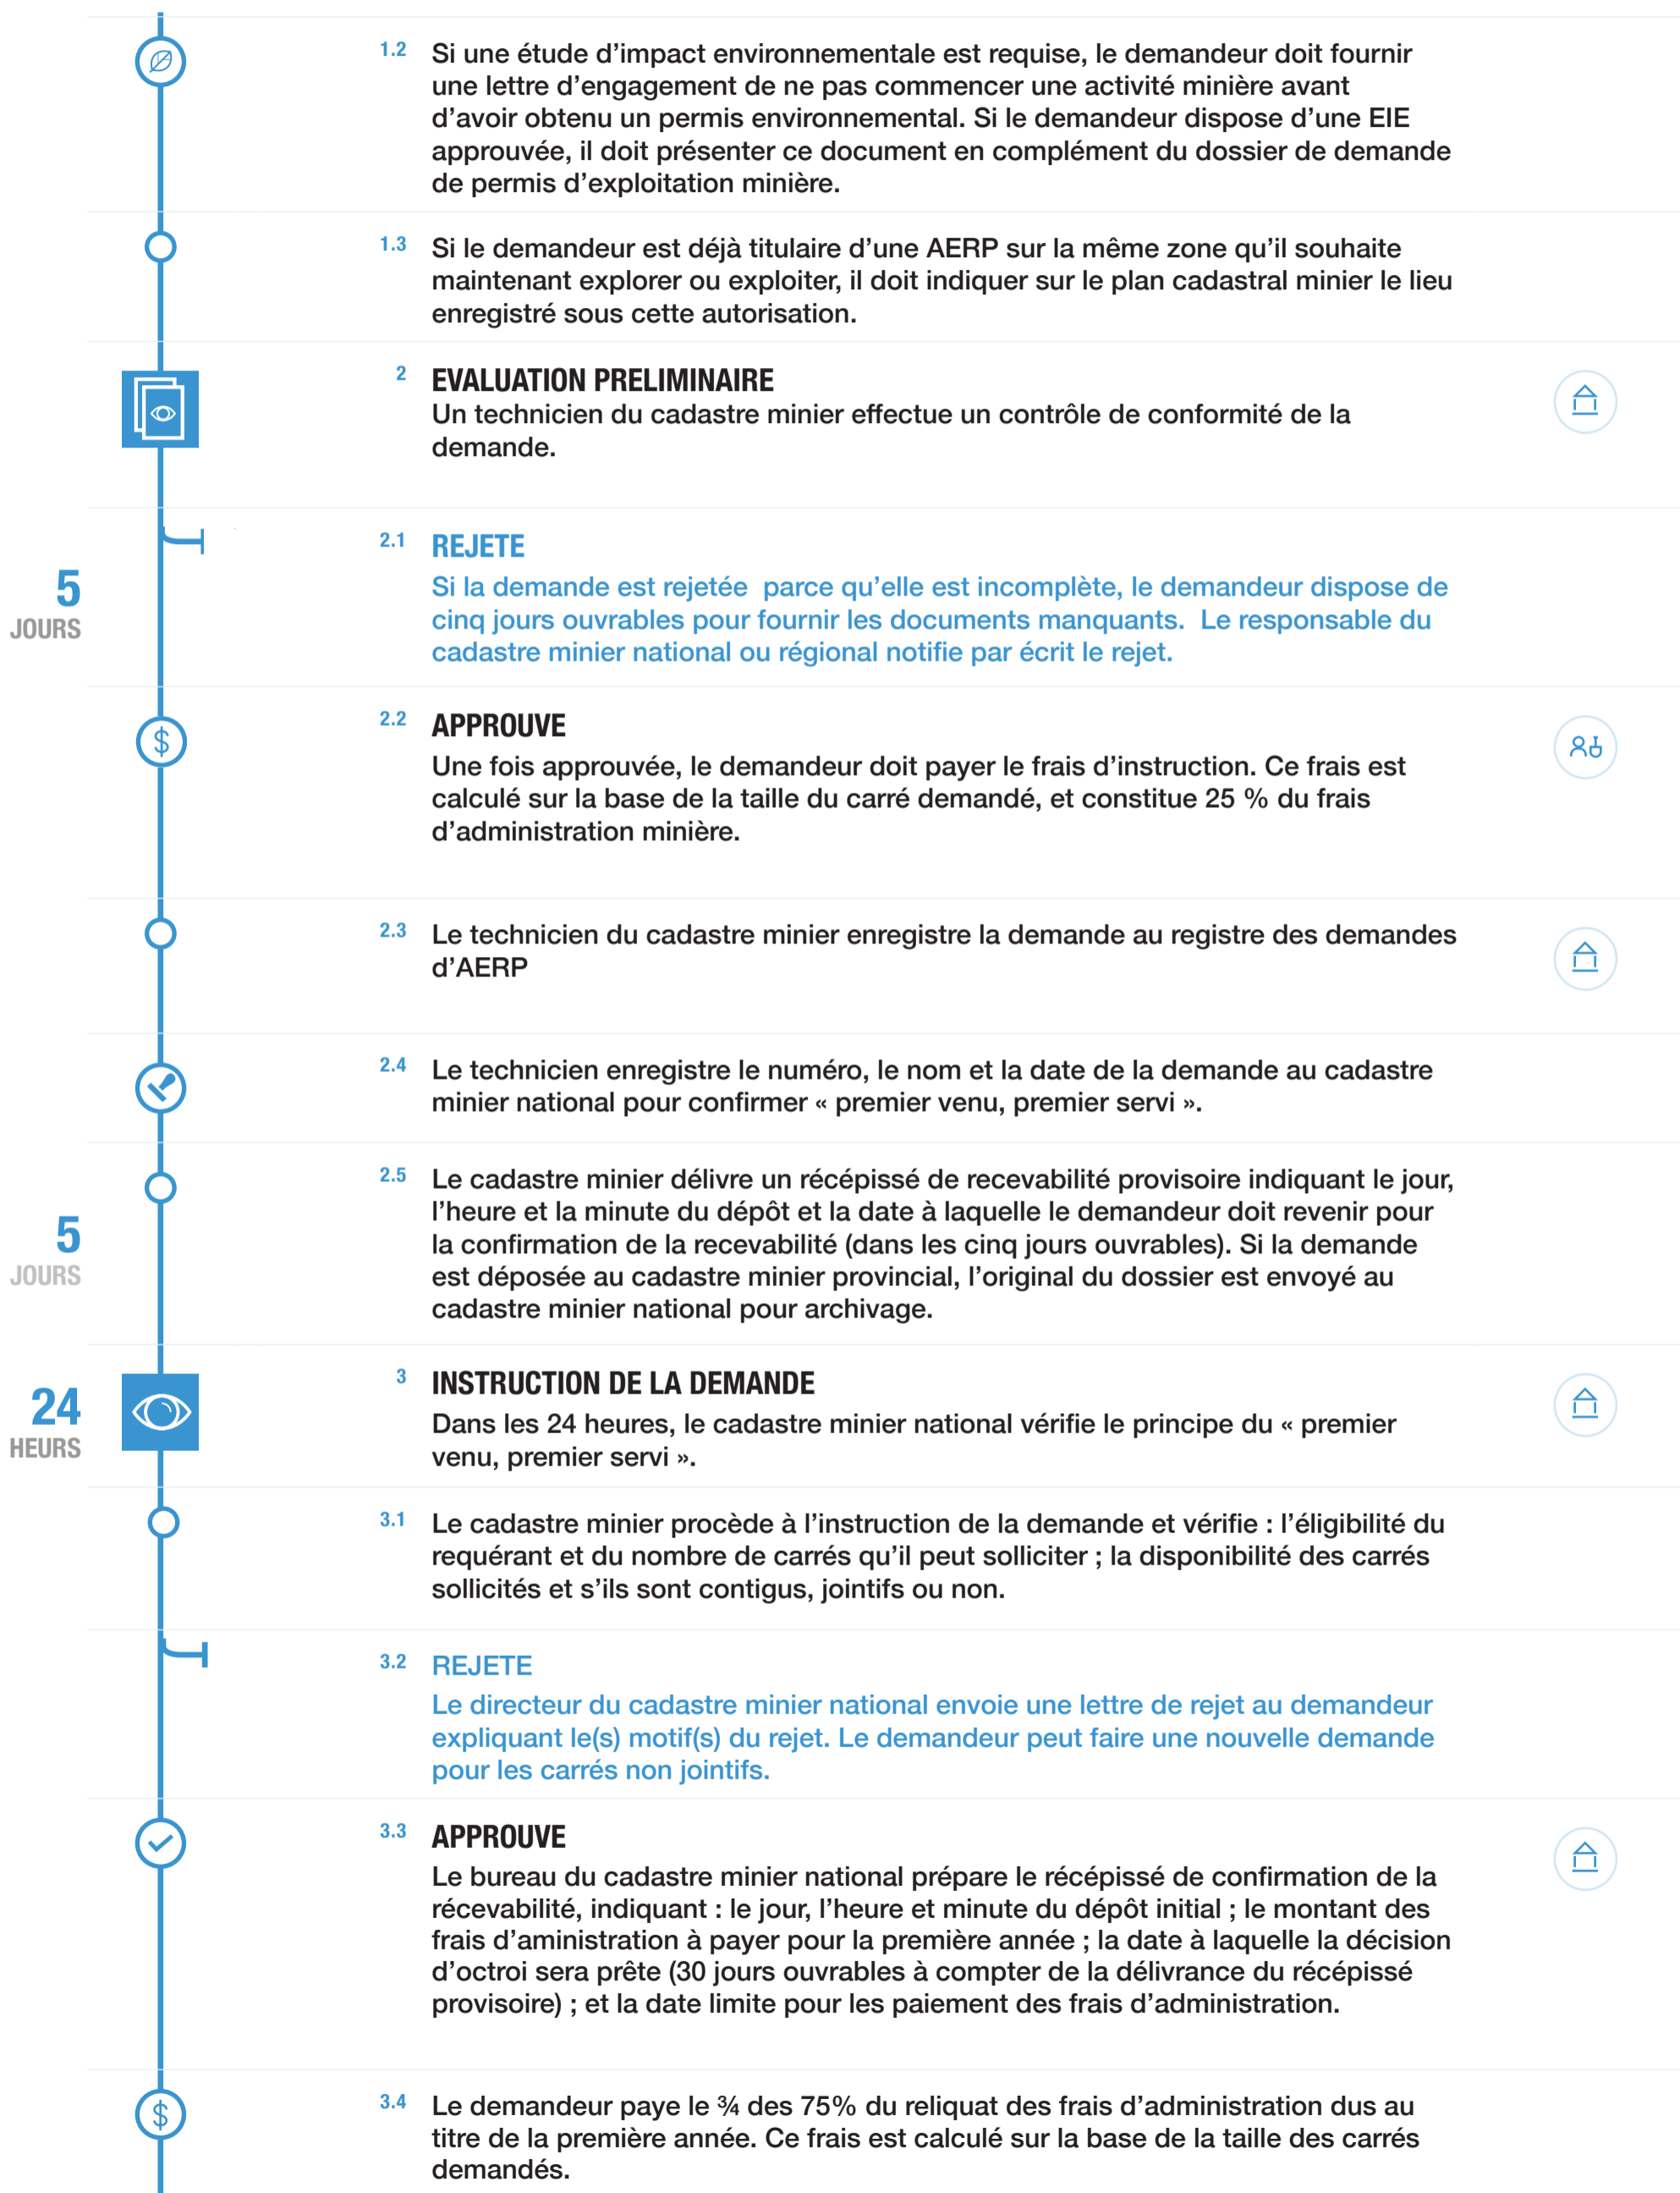 1.2 Si une étude d’impact environnementale est requise, le demandeur doit fournir
une lettre d’engagement de ne pas commencer une activité minière avant
d’avoir obtenu un permis environnemental. Si le demandeur dispose d’une EIE
approuvée, il doit présenter ce document en complément du dossier de demande
de permis d’exploitation minière.
1.3 Si le demandeur est déjà titulaire d’une AERP sur la même zone qu’il souhaite
maintenant explorer ou exploiter, il doit indiquer sur le plan cadastral minier le lieu
enregistré sous cette autorisation.
2 EVALUATION PRELIMINAIRE
Un technicien du cadastre minier effectue un contrôle de conformité de la
demande.
5
JOURS
2.1 REJETE
Si la demande est rejetée  parce qu’elle est incomplète, le demandeur dispose de
cinq jours ouvrables pour fournir les documents manquants.  Le responsable du
cadastre minier national ou régional notifie par écrit le rejet.
$
2.2 APPROUVE
Une fois approuvée, le demandeur doit payer le frais d’instruction. Ce frais est
calculé sur la base de la taille du carré demandé, et constitue 25 % du frais
d’administration minière.
2.3 Le technicien du cadastre minier enregistre la demande au registre des demandes
d’AERP
2.4 Le technicien enregistre le numéro, le nom et la date de la demande au cadastre
minier national pour confirmer « premier venu, premier servi ».
5
JOURS
2.5 Le cadastre minier délivre un récépissé de recevabilité provisoire indiquant le jour,
l’heure et la minute du dépôt et la date à laquelle le demandeur doit revenir pour
la confirmation de la recevabilité (dans les cinq jours ouvrables). Si la demande
est déposée au cadastre minier provincial, l’original du dossier est envoyé au
cadastre minier national pour archivage.
24
HEURS
3 INSTRUCTION DE LA DEMANDE
Dans les 24 heures, le cadastre minier national vérifie le principe du « premier
venu, premier servi ».
3.1 Le cadastre minier procède à l’instruction de la demande et vérifie : l’éligibilité du
requérant et du nombre de carrés qu’il peut solliciter ; la disponibilité des carrés
sollicités et s’ils sont contigus, jointifs ou non.
3.2 REJETE
Le directeur du cadastre minier national envoie une lettre de rejet au demandeur
expliquant le(s) motif(s) du rejet. Le demandeur peut faire une nouvelle demande
pour les carrés non jointifs.
3.3 APPROUVE
Le bureau du cadastre minier national prépare le récépissé de confirmation de la
récevabilité, indiquant : le jour, l’heure et minute du dépôt initial ; le montant des
frais d’aministration à payer pour la première année ; la date à laquelle la décision
d’octroi sera prête (30 jours ouvrables à compter de la délivrance du récépissé
provisoire) ; et la date limite pour les paiement des frais d’administration.
$
3.4 Le demandeur paye le ¾ des 75% du reliquat des frais d’administration dus au
titre de la première année. Ce frais est calculé sur la base de la taille des carrés
demandés.